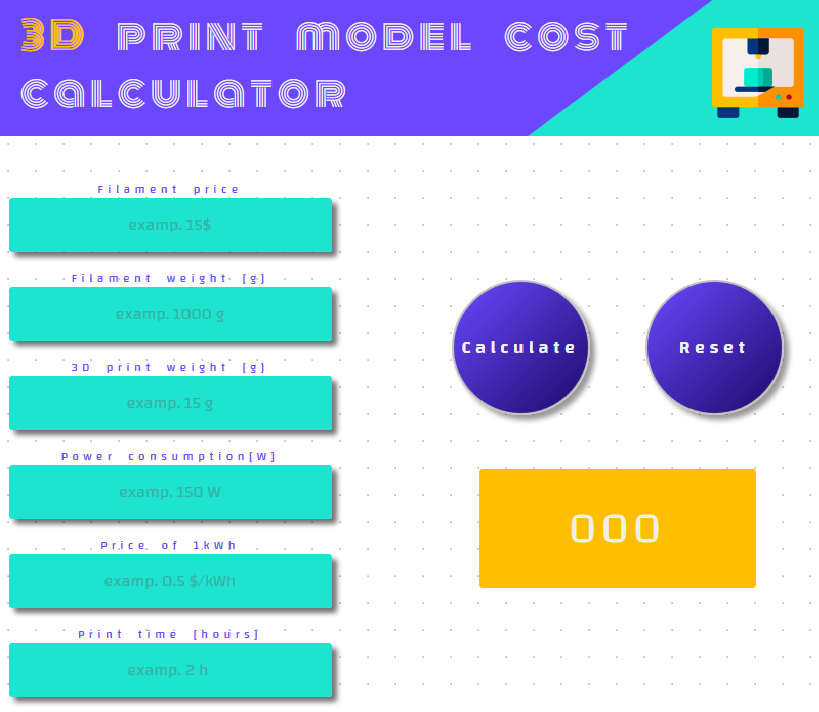 3D PRINT MODEL COST
CALCULATOR
Filament price
examp. 15$
Filament weight [g]
examp. 1000 g
3D print weight [g]
examp. 15 g
Power consumption[W]
examp. 150 W
Price of 1kWh
examp. 0.5 $/kWh
Print time [hours]
examp. 2 h
Calculate
Reset
000